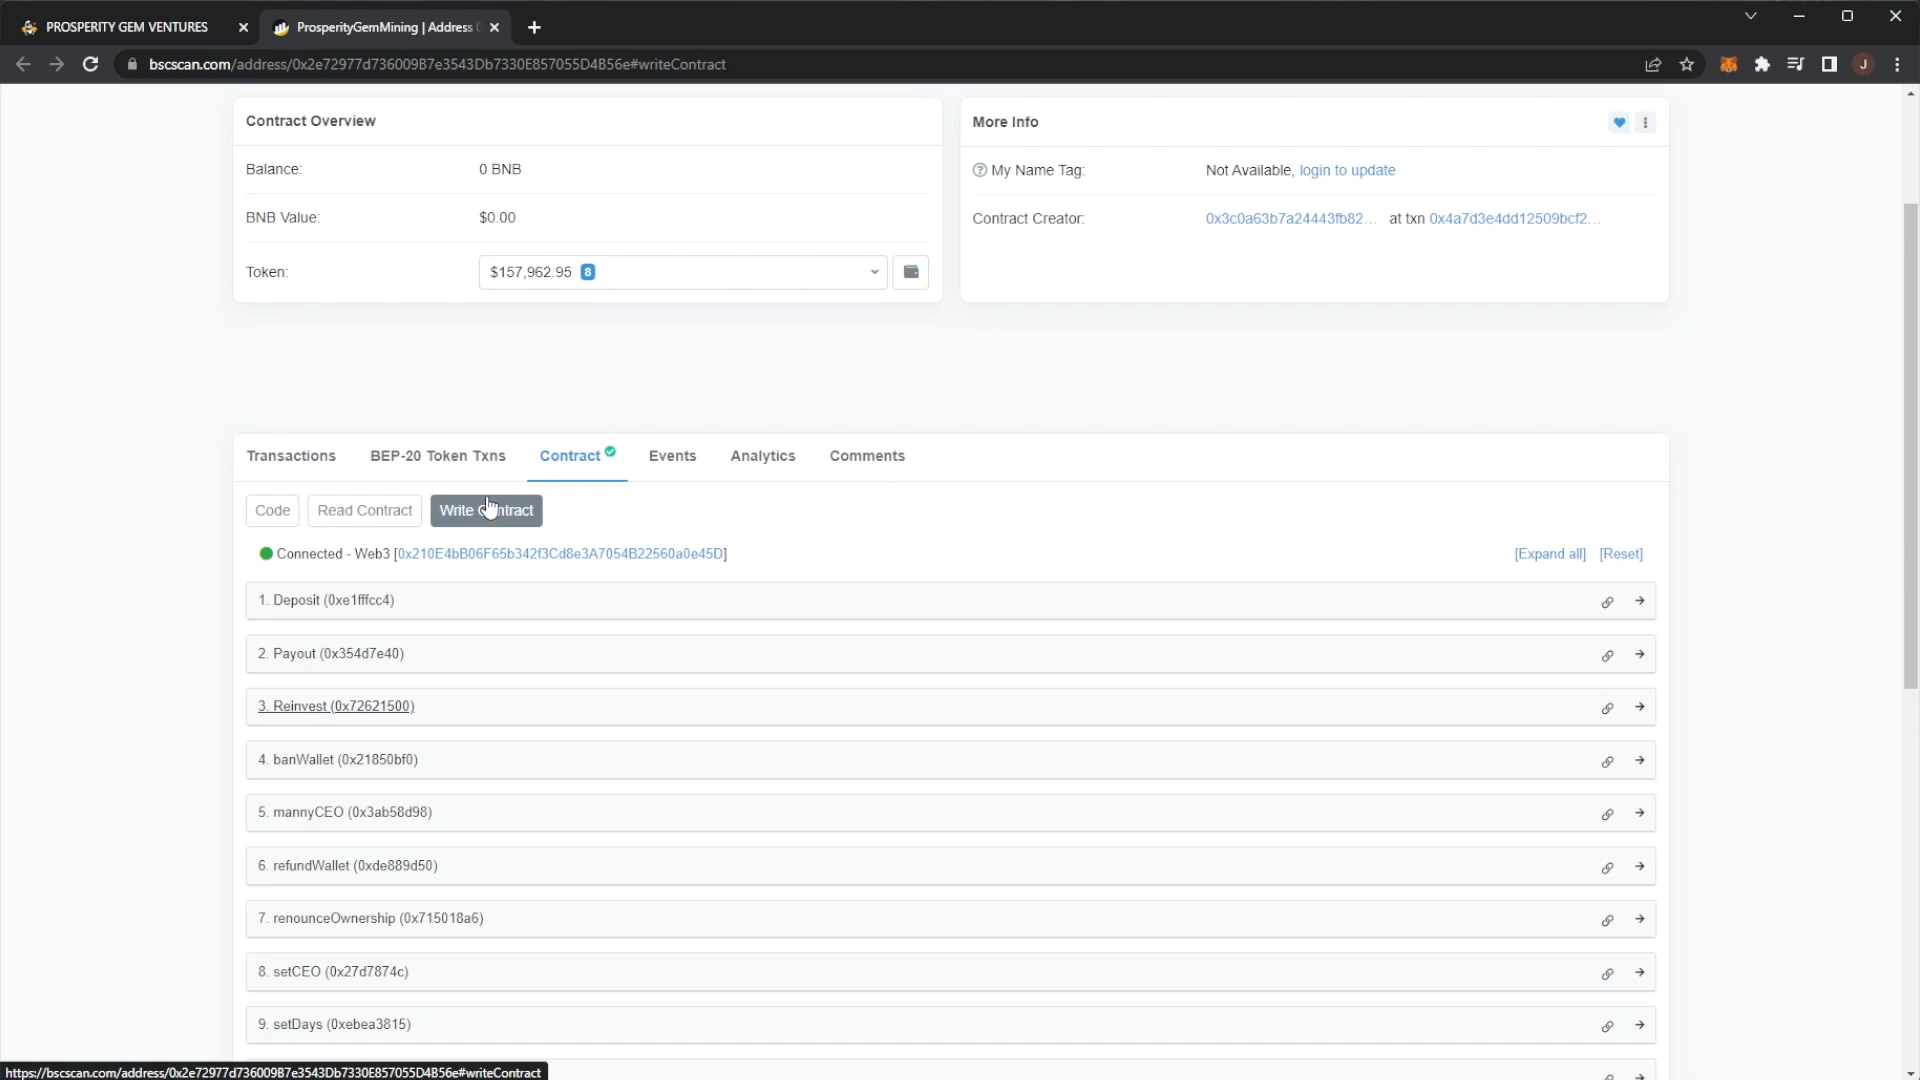 PROSPERITY GEM VENTURES
ProsperityGemMining | Address
bscscan.com/address/0x2e72977d736009B7e3543Db7330E857055D4B56e#writeContract
J
Contract Overview
Balance:
0 BNB
BNB Value:
$0.00
Token:
$157,962.95 8
More Info
My Name Tag:
Not Available, login to update
Contract Creator:
0x3c0a63b7a24443fb82... at txn 0x4a7d3e4dd12509bcf2...
Transactions
BEP-20 Token Txns
Contract
Events
Analytics
Comments
Code
Read Contract
Write Contract
Connected - Web3 [0x210E4bB06F65b342f3Cd8e3A7054B22560a0e45D]
[Expand all] [Reset]
1. Deposit (0xe1fffcc4)
2. Payout (0x354d7e40)
3. Reinvest (0x72621500)
4. banWallet (0x21850bf0)
5. mannyCEO (0x3ab58d98)
6. refundWallet (0xde889d50)
7. renounceOwnership (0x715018a6)
8. setCEO (0x27d7874c)
9. setDays (0xebea3815)
https://bscscan.com/address/0x2e72977d736009B7e3543Db7330E857055D4B56e#writeContract